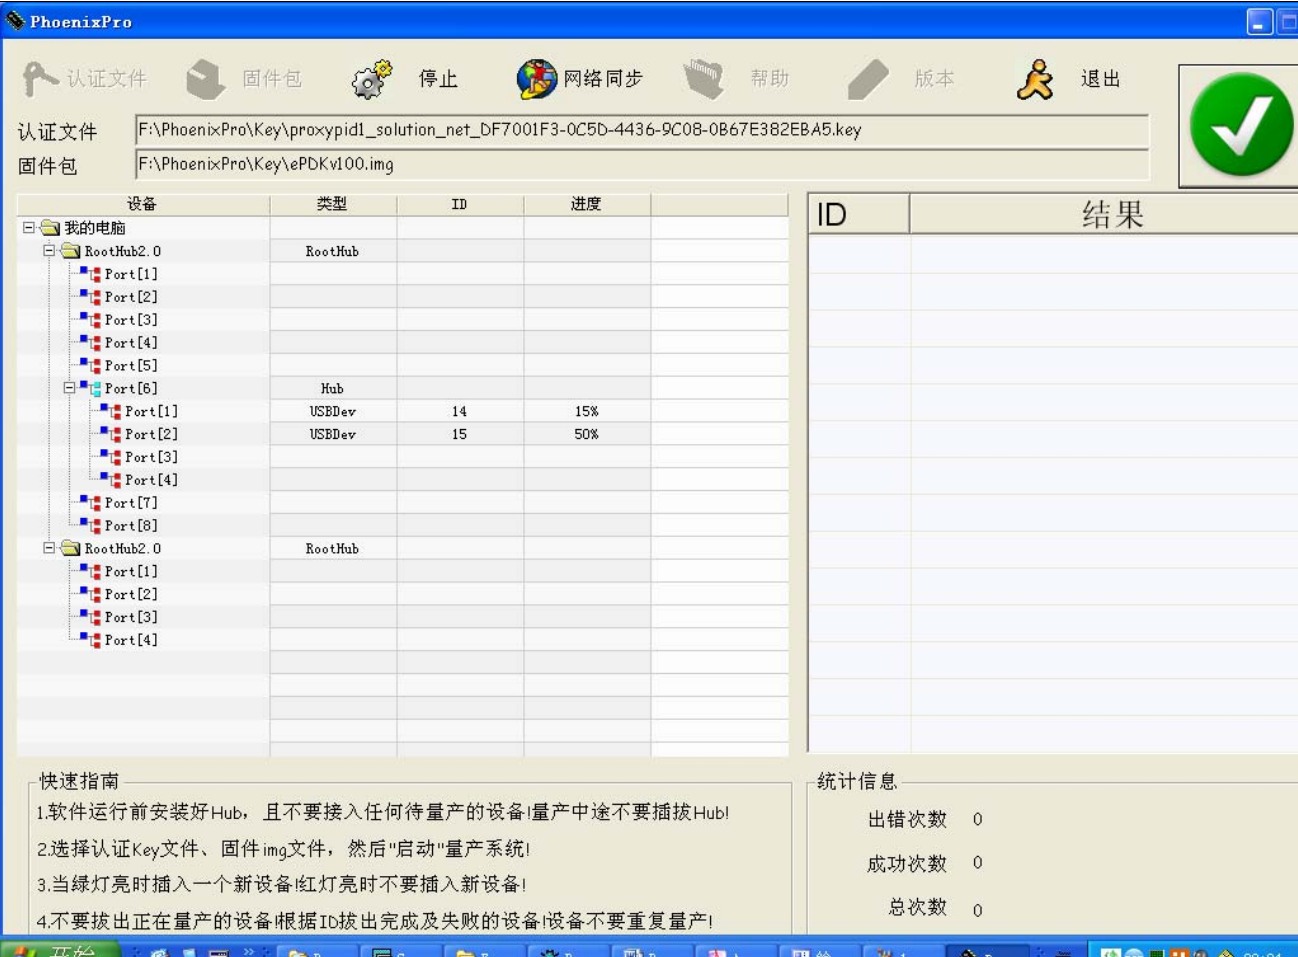 PhoenixPro
认证文件 固件包 停止 网络同步 帮助 版本 退出
认证文件 F:\PhoenixPro\Key\proxypid1_solution_net_DF7001F3-0C5D-4436-9C08-0B67E382EBA5.key
固件包 F:\PhoenixPro\Key\ePDKv100.img
设备 类型 ID 进度
我的电脑
RootHub2.0 RootHub
Port[1]
Port[2]
Port[3]
Port[4]
Port[5]
Port[6] Hub
Port[1] USBDev 14 15%
Port[2] USBDev 15 50%
Port[3]
Port[4]
Port[7]
Port[8]
RootHub2.0 RootHub
Port[1]
Port[2]
Port[3]
Port[4]
ID 结果
快速指南
1.软件运行前安装好Hub，且不要接入任何待量产的设备!量产中途不要插拔Hub!
2.选择认证Key文件、固件img文件，然后"启动"量产系统!
3.当绿灯亮时插入一个新设备!红灯亮时不要插入新设备!
4.不要拔出正在量产的设备!根据ID拔出完成及失败的设备!设备不要重复量产!
统计信息
出错次数 0
成功次数 0
总次数 0
开始